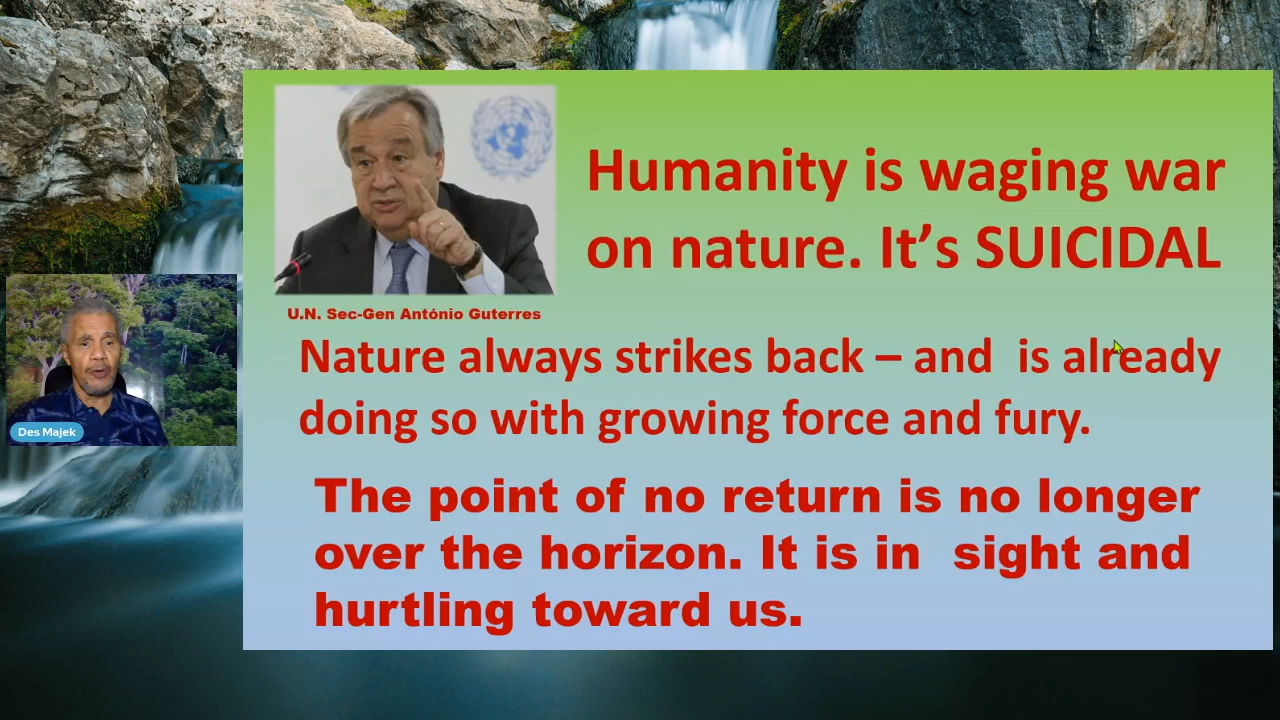 Humanity is waging war
on nature. It’s SUICIDAL
U.N. Sec-Gen António Guterres
Nature always strikes back – and is already
doing so with growing force and fury.
The point of no return is no longer
over the horizon. It is in sight and
hurtling toward us.
Des Majek